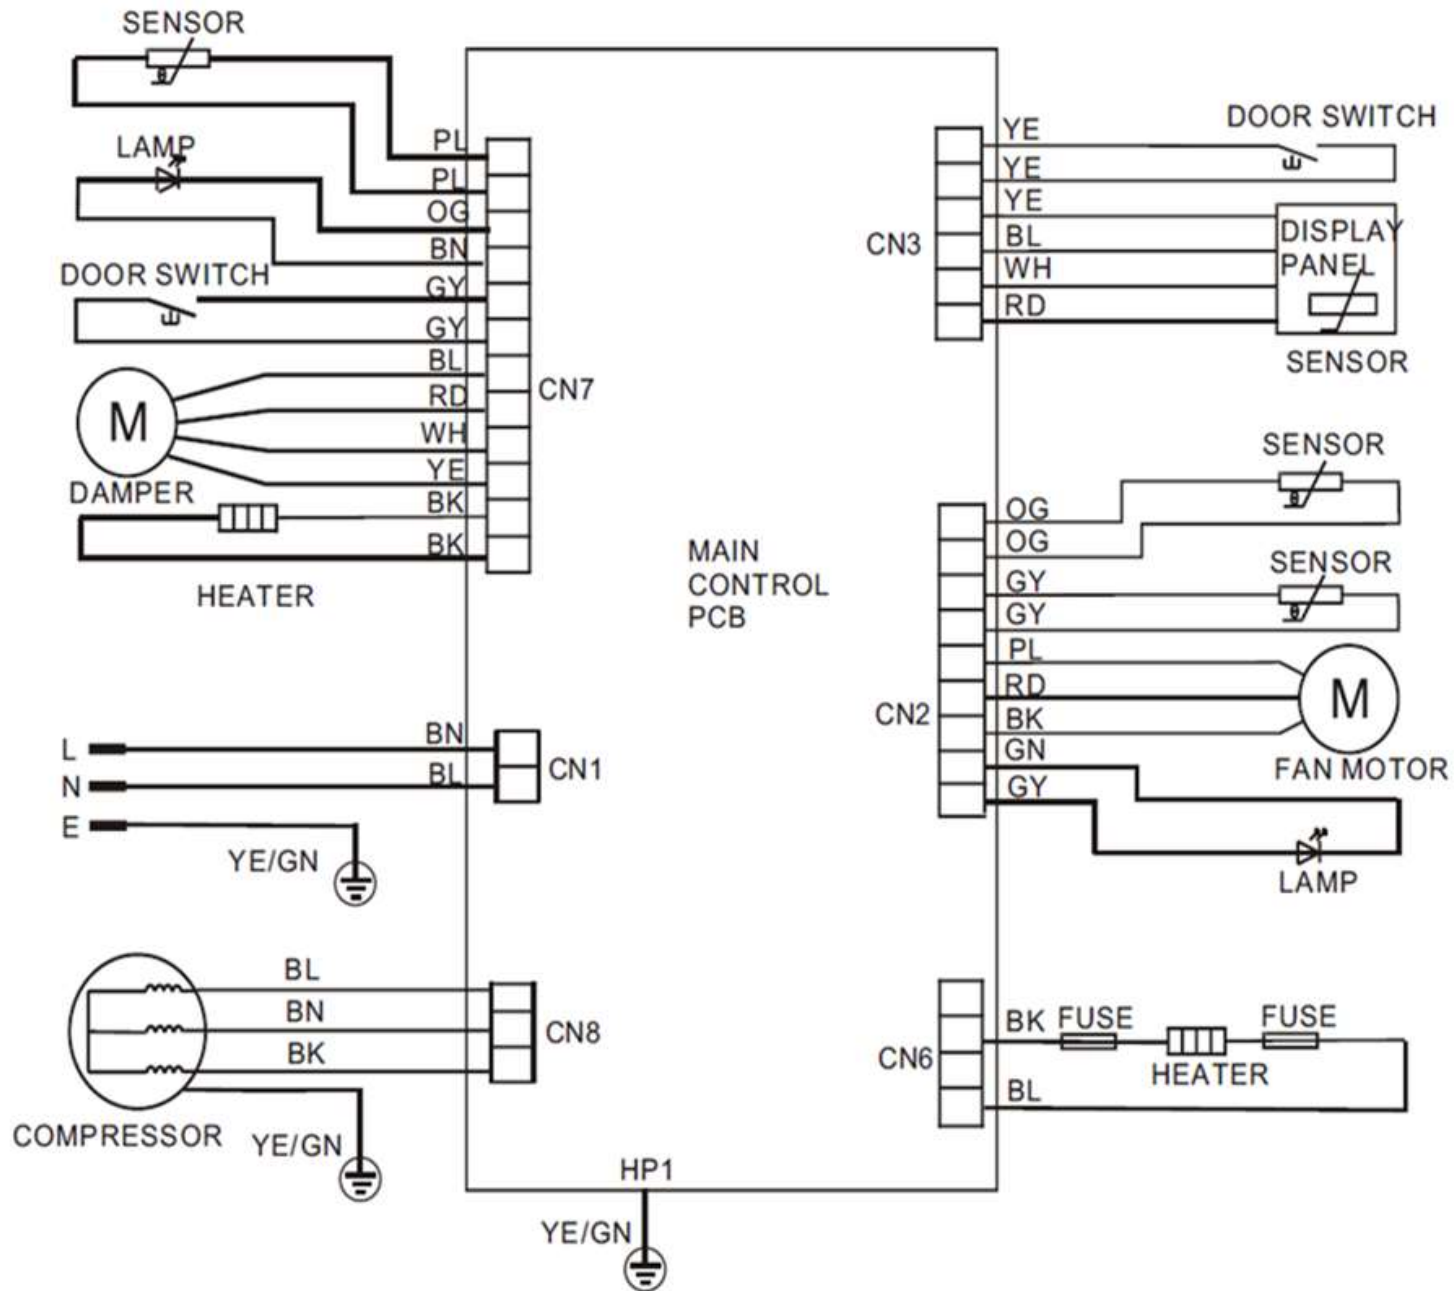 SENSOR
LAMP
PL
PL
OG
BN
DOOR SWITCH
GY
GY
BL
RD
WH
YE
BK
BK
M
DAMPER
HEATER
CN7
L
N
E
BN
BL
CN1
YE/GN
BL
BN
BK
CN8
COMPRESSOR
YE/GN
MAIN
CONTROL
PCB
HP1
YE/GN
YE
YE
YE
BL
WH
RD
CN3
DOOR SWITCH
DISPLAY
PANEL
SENSOR
SENSOR
OG
OG
SENSOR
GY
GY
PL
RD
BK
GN
GY
CN2
M
FAN MOTOR
LAMP
BK
FUSE
FUSE
HEATER
CN6
BL